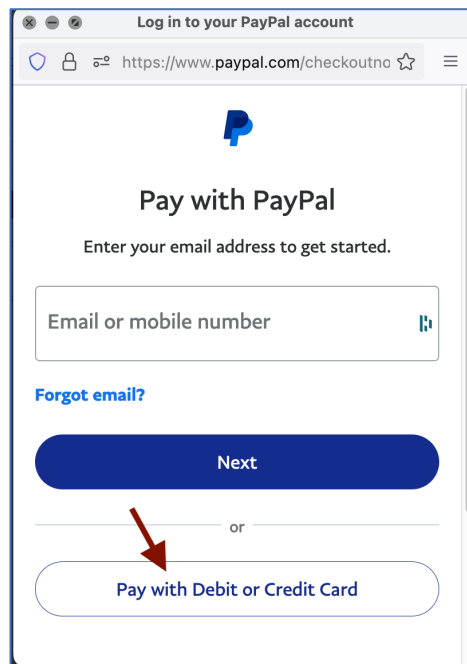 Log in to your PayPal account
https://www.paypal.com/checkoutno
Pay with PayPal
Enter your email address to get started.
Email or mobile number
Forgot email?
Next
or
Pay with Debit or Credit Card